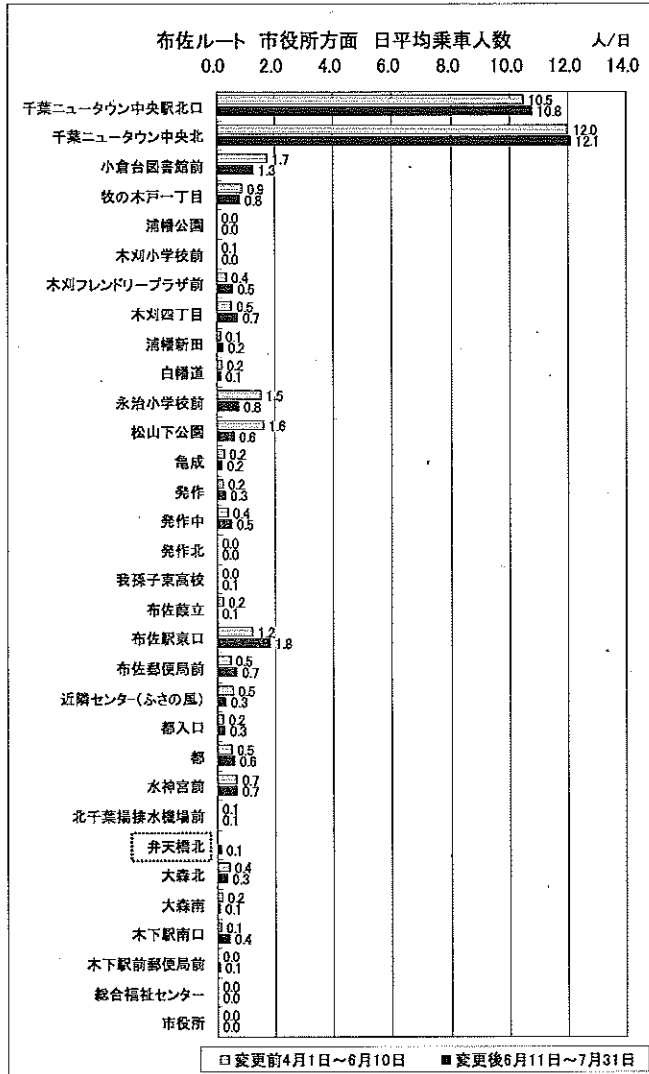 布佐ルート 市役所方面 日平均乗車人数 人/日
0.0 2.0 4.0 6.0 8.0 10.0 12.0 14.0
千葉ニュータウン中央駅北口 10.5 10.8
千葉ニュータウン中央北 12.0 12.1
小倉台図書館前 1.7 1.3
牧の木戸一丁目 0.9 0.8
浦幡公園 0.0 0.0
木刈小学校前 0.1 0.0
木刈フレンドリープラザ前 0.4 0.5
木刈四丁目 0.5 0.7
浦幡新田 0.1 0.2
白幡道 0.2 0.1
永治小学校前 1.5 0.8
松山下公園 1.6 0.6
亀成 0.2 0.2
発作 0.2 0.3
発作中 0.4 0.5
発作北 0.0 0.0
我孫子東高校 0.0 0.1
布佐葭立 0.2 0.1
布佐駅東口 1.2 1.8
布佐郵便局前 0.5 0.7
近隣センター(ふさの風) 0.5 0.3
都入口 0.2 0.3
都 0.5 0.6
水神宮前 0.7 0.7
北千葉揚排水機場前 0.1 0.1
弁天橋北 0.1
大森北 0.4 0.3
大森南 0.2 0.1
木下駅南口 0.1 0.4
木下駅前郵便局前 0.0 0.1
総合福祉センター 0.0 0.0
市役所 0.0 0.0
□変更前4月1日～6月10日 ■変更後6月11日～7月31日